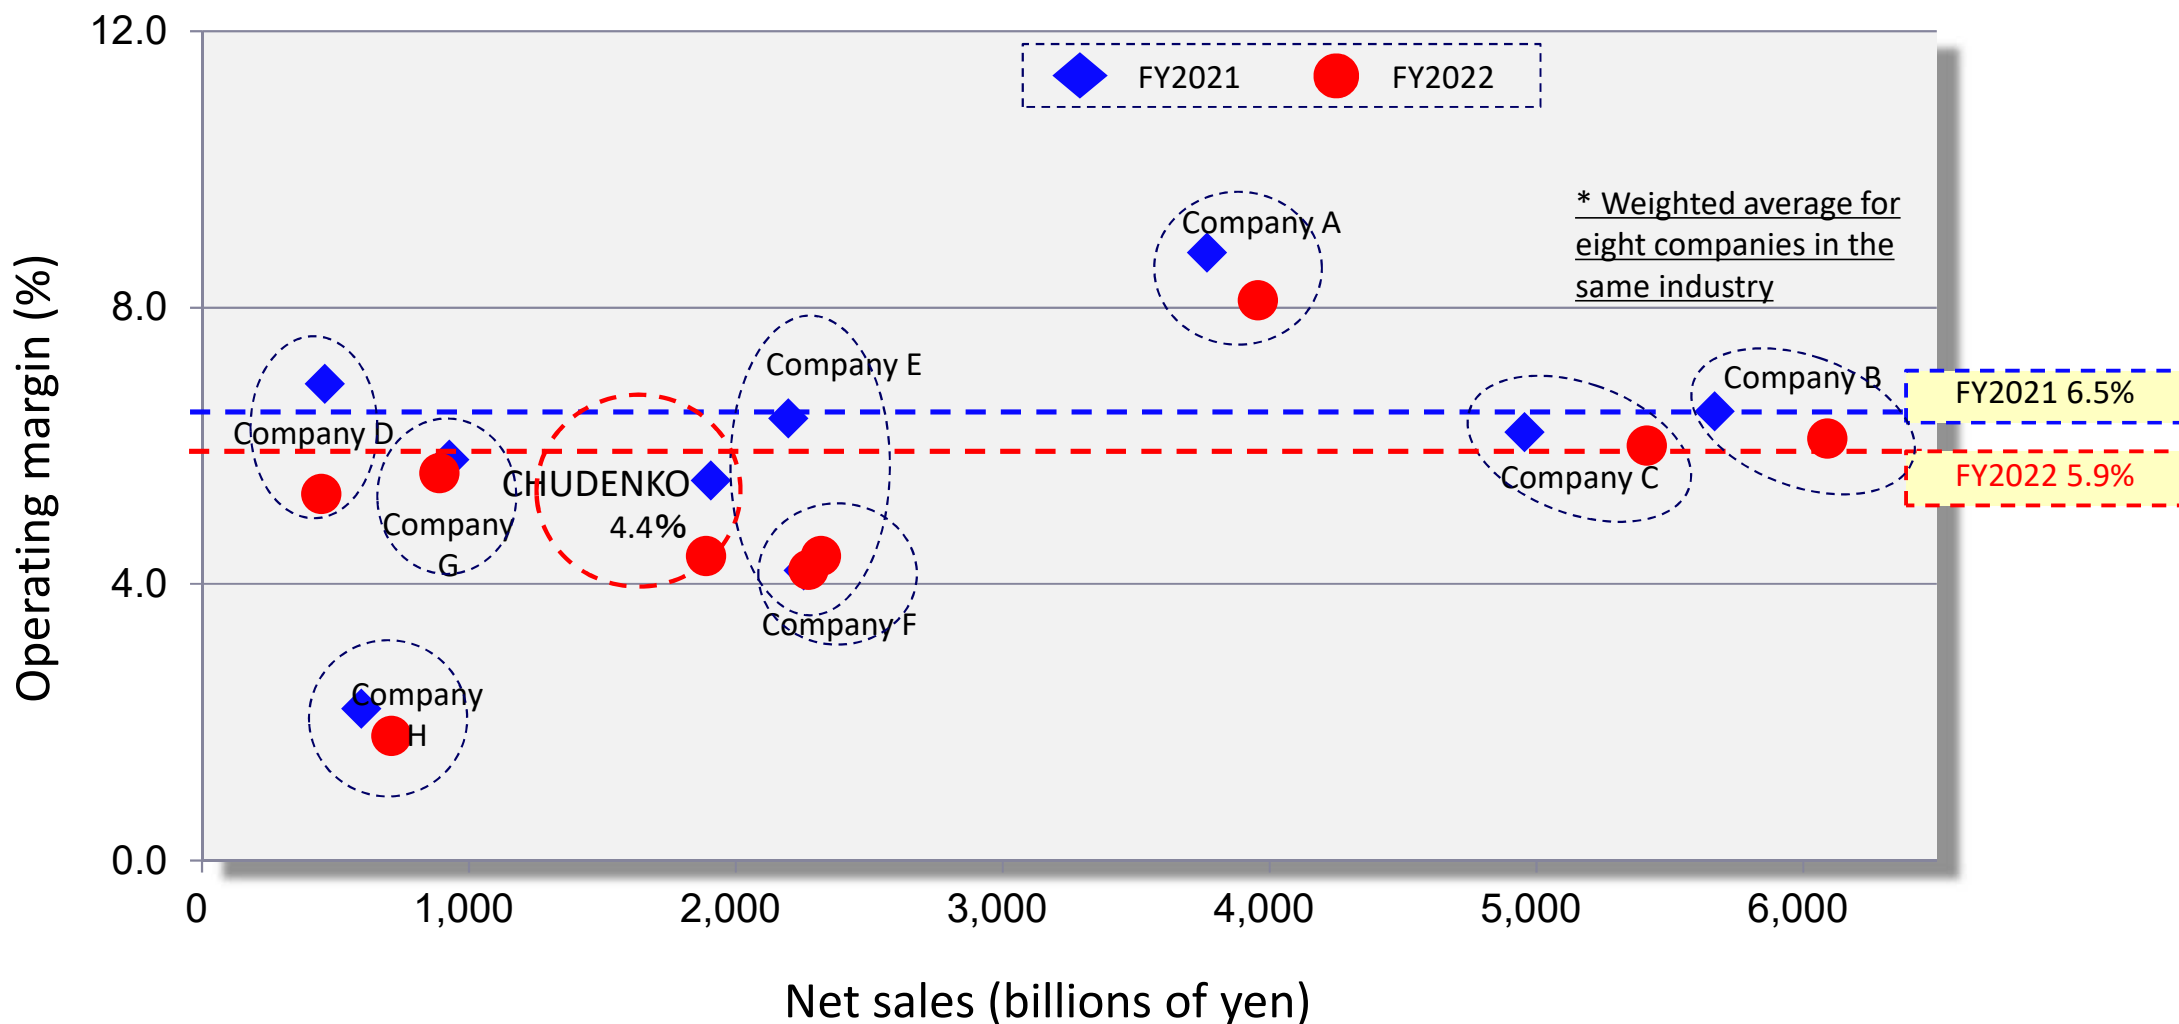 12.0
8.0
4.0
0.0
Operating margin (%)
FY2021
FY2022
* Weighted average for
eight companies in the
same industry
Company A
Company E
Company B
Company D
Company C
CHUDENKO
4.4%
Company
G
Company F
Company
H
FY2021 6.5%
FY2022 5.9%
0
1,000
2,000
3,000
4,000
5,000
6,000
Net sales (billions of yen)